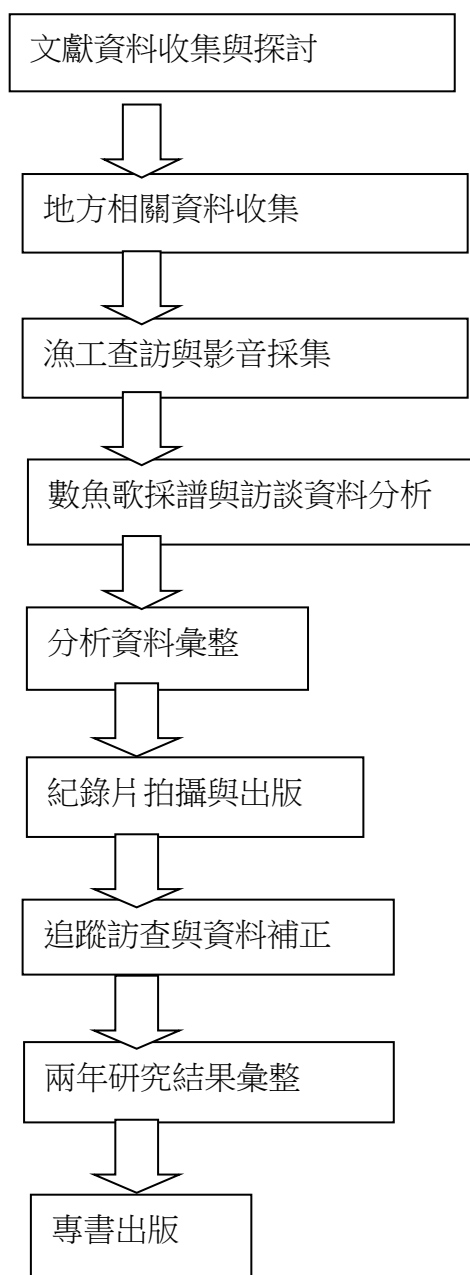 文獻資料收集與探討
地方相關資料收集
漁工查訪與影音採集
數魚歌採譜與訪談資料分析
分析資料彙整
紀錄片拍攝與出版
追蹤訪查與資料補正
兩年研究結果彙整
專書出版